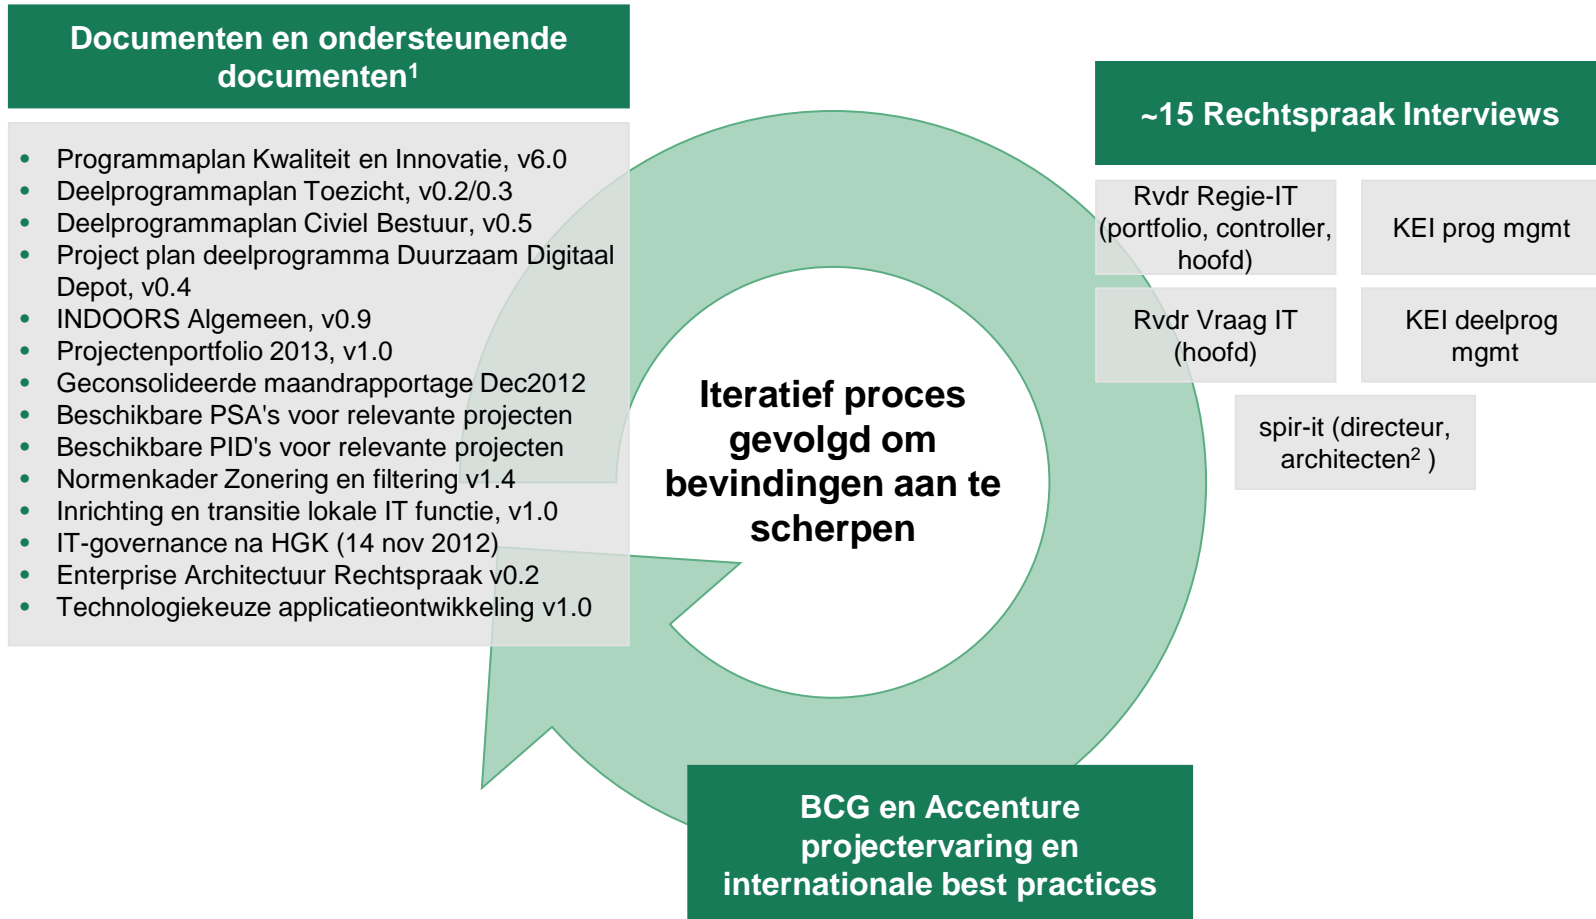 Documenten en ondersteunende
documenten¹
• Programmaplan Kwaliteit en Innovatie, v6.0
• Deelprogrammaplan Toezicht, v0.2/0.3
• Deelprogrammaplan Civiel Bestuur, v0.5
• Project plan deelprogramma Duurzaam Digitaal
Depot, v0.4
• INDOORS Algemeen, v0.9
• Projectenportfolio 2013, v1.0
• Geconsolideerde maandrapportage Dec2012
• Beschikbare PSA's voor relevante projecten
• Beschikbare PID's voor relevante projecten
• Normenkader Zonering en filtering v1.4
• Inrichting en transitie lokale IT functie, v1.0
• IT-governance na HGK (14 nov 2012)
• Enterprise Architectuur Rechtspraak v0.2
• Technologiekeuze applicatieontwikkeling v1.0
Iteratief proces
gevolgd om
bevindingen aan te
scherpen
~15 Rechtspraak Interviews
Rvdr Regie-IT
(portfolio, controller,
hoofd)
KEI prog mgmt
Rvdr Vraag IT
(hoofd)
KEI deelprog
mgmt
spir-it (directeur,
architecten² )
BCG en Accenture
projectervaring en
internationale best practices